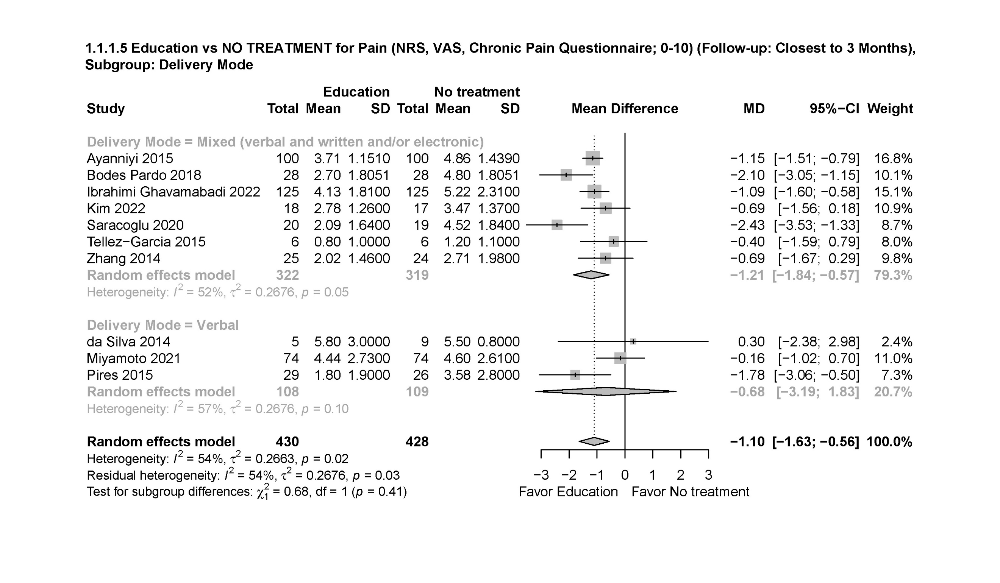 1.1.1.5 Education vs NO TREATMENT for Pain (NRS, VAS, Chronic Pain Questionnaire; 0-10) (Follow-up: Closest to 3 Months),
Subgroup: Delivery Mode
Education No treatment
Study Total Mean SD Total Mean SD Mean Difference MD 95%−CI Weight
Delivery Mode = Mixed (verbal and written and/or electronic)
Ayanniyi 2015 100 3.71 1.1510 100 4.86 1.4390 −1.15 [−1.51; −0.79] 16.8%
Bodes Pardo 2018 28 2.70 1.8051 28 4.80 1.8051 −2.10 [−3.05; −1.15] 10.1%
Ibrahimi Ghavamabadi 2022 125 4.13 1.8100 125 5.22 2.3100 −1.09 [−1.60; −0.58] 15.1%
Kim 2022 18 2.78 1.2600 17 3.47 1.3700 −0.69 [−1.56; 0.18] 10.9%
Saracoglu 2020 20 2.09 1.6400 19 4.52 1.8400 −2.43 [−3.53; −1.33] 8.7%
Tellez−Garcia 2015 6 0.80 1.0000 6 1.20 1.1000 −0.40 [−1.59; 0.79] 8.0%
Zhang 2014 25 2.02 1.4600 24 2.71 1.9800 −0.69 [−1.67; 0.29] 9.8%
Random effects model 322 319 −1.21 [−1.84; −0.57] 79.3%
Heterogeneity: I² = 52%, τ² = 0.2676, p = 0.05
Delivery Mode = Verbal
da Silva 2014 5 5.80 3.0000 9 5.50 0.8000 0.30 [−2.38; 2.98] 2.4%
Miyamoto 2021 74 4.44 2.7300 74 4.60 2.6100 −0.16 [−1.02; 0.70] 11.0%
Pires 2015 29 1.80 1.9000 26 3.58 2.8000 −1.78 [−3.06; −0.50] 7.3%
Random effects model 108 109 −0.68 [−3.19; 1.83] 20.7%
Heterogeneity: I² = 57%, τ² = 0.2676, p = 0.10
Random effects model 430 428 −1.10 [−1.63; −0.56] 100.0%
Heterogeneity: I² = 54%, τ² = 0.2663, p = 0.02
Residual heterogeneity: I² = 54%, τ² = 0.2676, p = 0.03
Test for subgroup differences: χ²₁ = 0.68, df = 1 (p = 0.41)
−3 −2 −1 0 1 2 3
Favor Education Favor No treatment